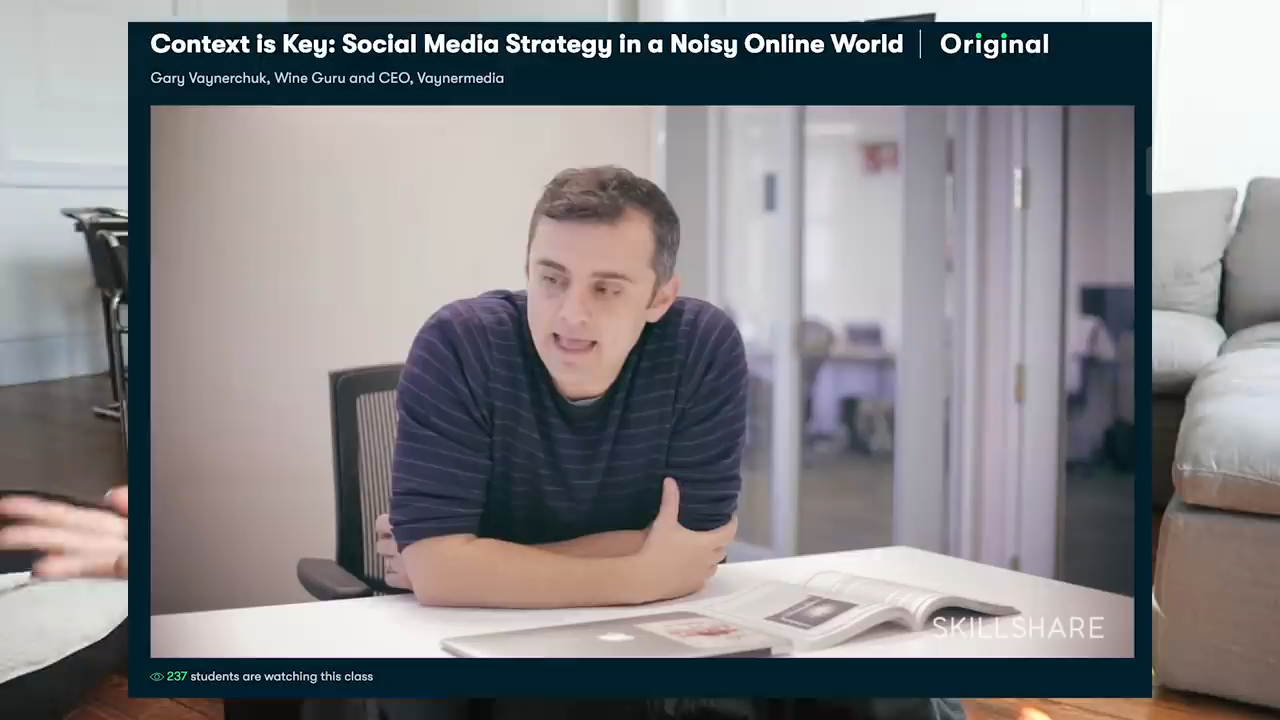 Context is Key: Social Media Strategy in a Noisy Online World | Original
Gary Vaynerchuk, Wine Guru and CEO, Vaynermedia
SKILLSHARE
237 students are watching this class